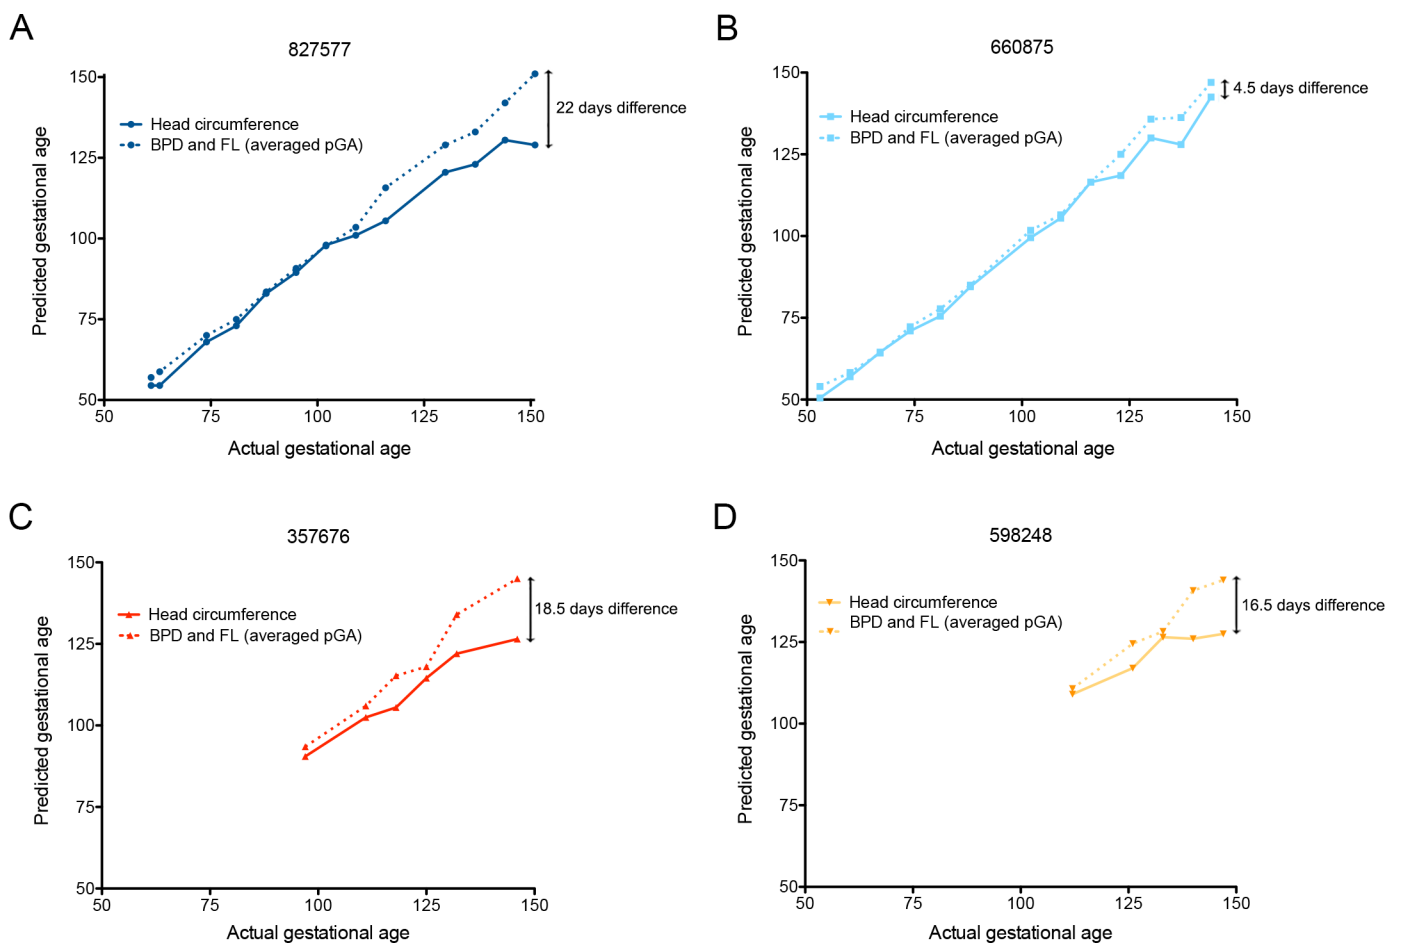 A
827577
150
125
100
75
50
Predicted gestational age
Head circumference
BPD and FL (averaged pGA)
22 days difference
50
75
100
125
150
Actual gestational age
B
660875
150
125
100
75
50
Predicted gestational age
Head circumference
BPD and FL (averaged pGA)
4.5 days difference
50
75
100
125
150
Actual gestational age
C
357676
150
125
100
75
50
Predicted gestational age
Head circumference
BPD and FL (averaged pGA)
18.5 days difference
50
75
100
125
150
Actual gestational age
D
598248
150
125
100
75
50
Predicted gestational age
Head circumference
BPD and FL (averaged pGA)
16.5 days difference
50
75
100
125
150
Actual gestational age